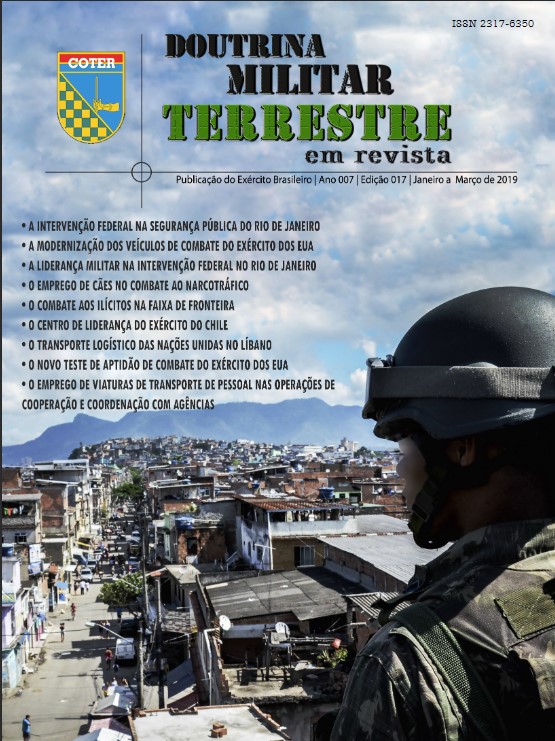 ISSN 2317-6350
COTER
DOUTRINA
MILITAR
TERRESTRE
em revista
Publicação do Exército Brasileiro | Ano 007 | Edição 017 | Janeiro a Março de 2019
• A INTERVENÇÃO FEDERAL NA SEGURANÇA PÚBLICA DO RIO DE JANEIRO
• A MODERNIZAÇÃO DOS VEÍCULOS DE COMBATE DO EXÉRCITO DOS EUA
• A LIDERANÇA MILITAR NA INTERVENÇÃO FEDERAL NO RIO DE JANEIRO
• O EMPREGO DE CÃES NO COMBATE AO NARCOTRÁFICO
• O COMBATE AOS ILÍCITOS NA FAIXA DE FRONTEIRA
• O CENTRO DE LIDERANÇA DO EXÉRCITO DO CHILE
• O TRANSPORTE LOGÍSTICO DAS NAÇÕES UNIDAS NO LÍBANO
• O NOVO TESTE DE APTIDÃO DE COMBATE DO EXÉRCITO DOS EUA
• O EMPREGO DE VIATURAS DE TRANSPORTE DE PESSOAL NAS OPERAÇÕES DE
COOPERAÇÃO E COORDENAÇÃO COM AGÊNCIAS